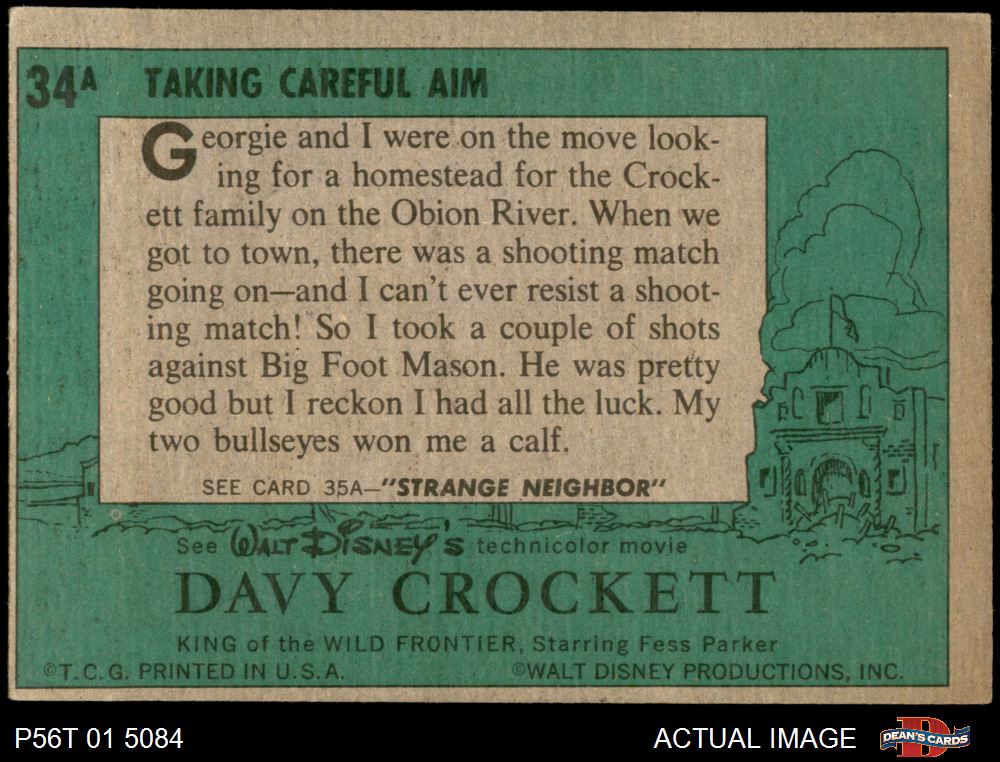 34A TAKING CAREFUL AIM
Georgie and I were on the move look-
ing for a homestead for the Crock-
ett family on the Obion River. When we
got to town, there was a shooting match
going on—and I can't ever resist a shoot-
ing match! So I took a couple of shots
against Big Foot Mason. He was pretty
good but I reckon I had all the luck. My
two bullseyes won me a calf.
SEE CARD 35A—"STRANGE NEIGHBOR"
See WALT DISNEY'S technicolor movie
DAVY CROCKETT
KING of the WILD FRONTIER, Starring Fess Parker
©T.C.G. PRINTED IN U.S.A. ©WALT DISNEY PRODUCTIONS, INC.
P56T 01 5084 ACTUAL IMAGE D DEAN'S CARDS